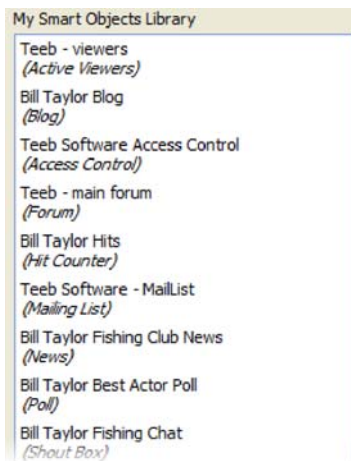 My Smart Objects Library
Teeb - viewers
(Active Viewers)
Bill Taylor Blog
(Blog)
Teeb Software Access Control
(Access Control)
Teeb - main forum
(Forum)
Bill Taylor Hits
(Hit Counter)
Teeb Software - MailList
(Mailing List)
Bill Taylor Fishing Club News
(News)
Bill Taylor Best Actor Poll
(Poll)
Bill Taylor Fishing Chat
(Shout Box)